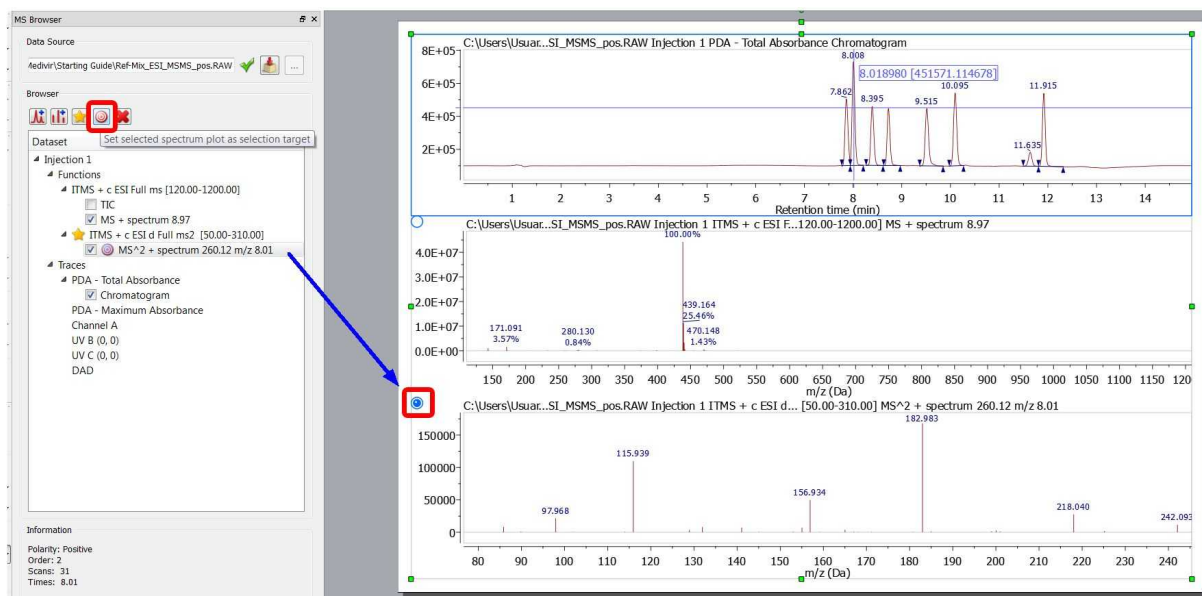 MS Browser
Data Source
Medivir\Starting Guide\Ref-Mix_ESI_MSMS_pos.RAW
...
Browser
Dataset
Set selected spectrum plot as selection target
Injection 1
Functions
ITMS + c ESI Full ms [120.00-1200.00]
TIC
MS + spectrum 8.97
ITMS + c ESI d Full ms2 [50.00-310.00]
MS^2 + spectrum 260.12 m/z 8.01
Traces
PDA - Total Absorbance
Chromatogram
PDA - Maximum Absorbance
Channel A
UV B (0, 0)
UV C (0, 0)
DAD
Information
Polarity: Positive
Order: 2
Scans: 31
Times: 8.01
C:\Users\Usuar...SI_MSMS_pos.RAW Injection 1 PDA - Total Absorbance Chromatogram
8E+05
6E+05
4E+05
2E+05
8.008
8.018980 [451571.114678]
7.862
8.395
9.515
10.095
11.635
11.915
1 2 3 4 5 6 7 8 9 10 11 12 13 14
Retention time (min)
C:\Users\Usuar...SI_MSMS_pos.RAW Injection 1 ITMS + c ESI F...120.00-1200.00] MS + spectrum 8.97
100.00%
4.0E+07
3.0E+07
2.0E+07
1.0E+07
0.0E+00
171.091
3.57%
280.130
0.84%
439.164
25.46%
470.148
1.43%
150 200 250 300 350 400 450 500 550 600 650 700 750 800 850 900 950 1000 1050 1100 1150 120
m/z (Da)
C:\Users\Usuar...SI_MSMS_pos.RAW Injection 1 ITMS + c ESI d... [50.00-310.00] MS^2 + spectrum 260.12 m/z 8.01
150000
100000
50000
0
97.968
115.939
156.934
182.983
218.040
242.093
80 90 100 110 120 130 140 150 160 170 180 190 200 210 220 230 240
m/z (Da)